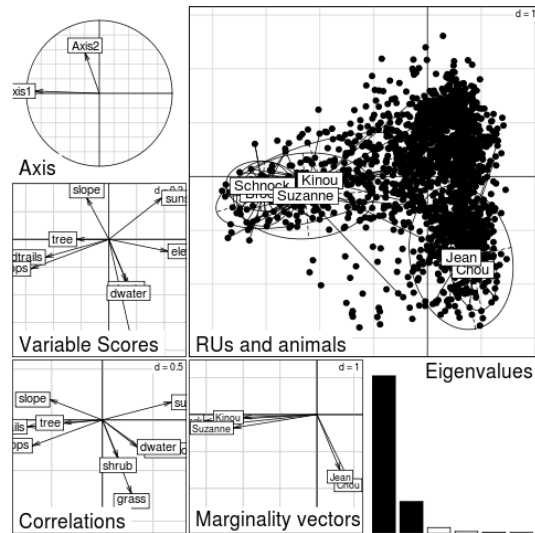 d = 1
Axis2
xis1
Axis
slope
suns
tree
ele
dtrails
ops
dwater
Variable Scores
Kinou
Schnock
Suzanne
Jean
Chou
RUs and animals
d = 0.5
slope
su
tree
ils
ops
dwater
shrub
grass
Correlations
d = 1
Kinou
Suzanne
Jean
Chou
Marginality vectors
Eigenvalues